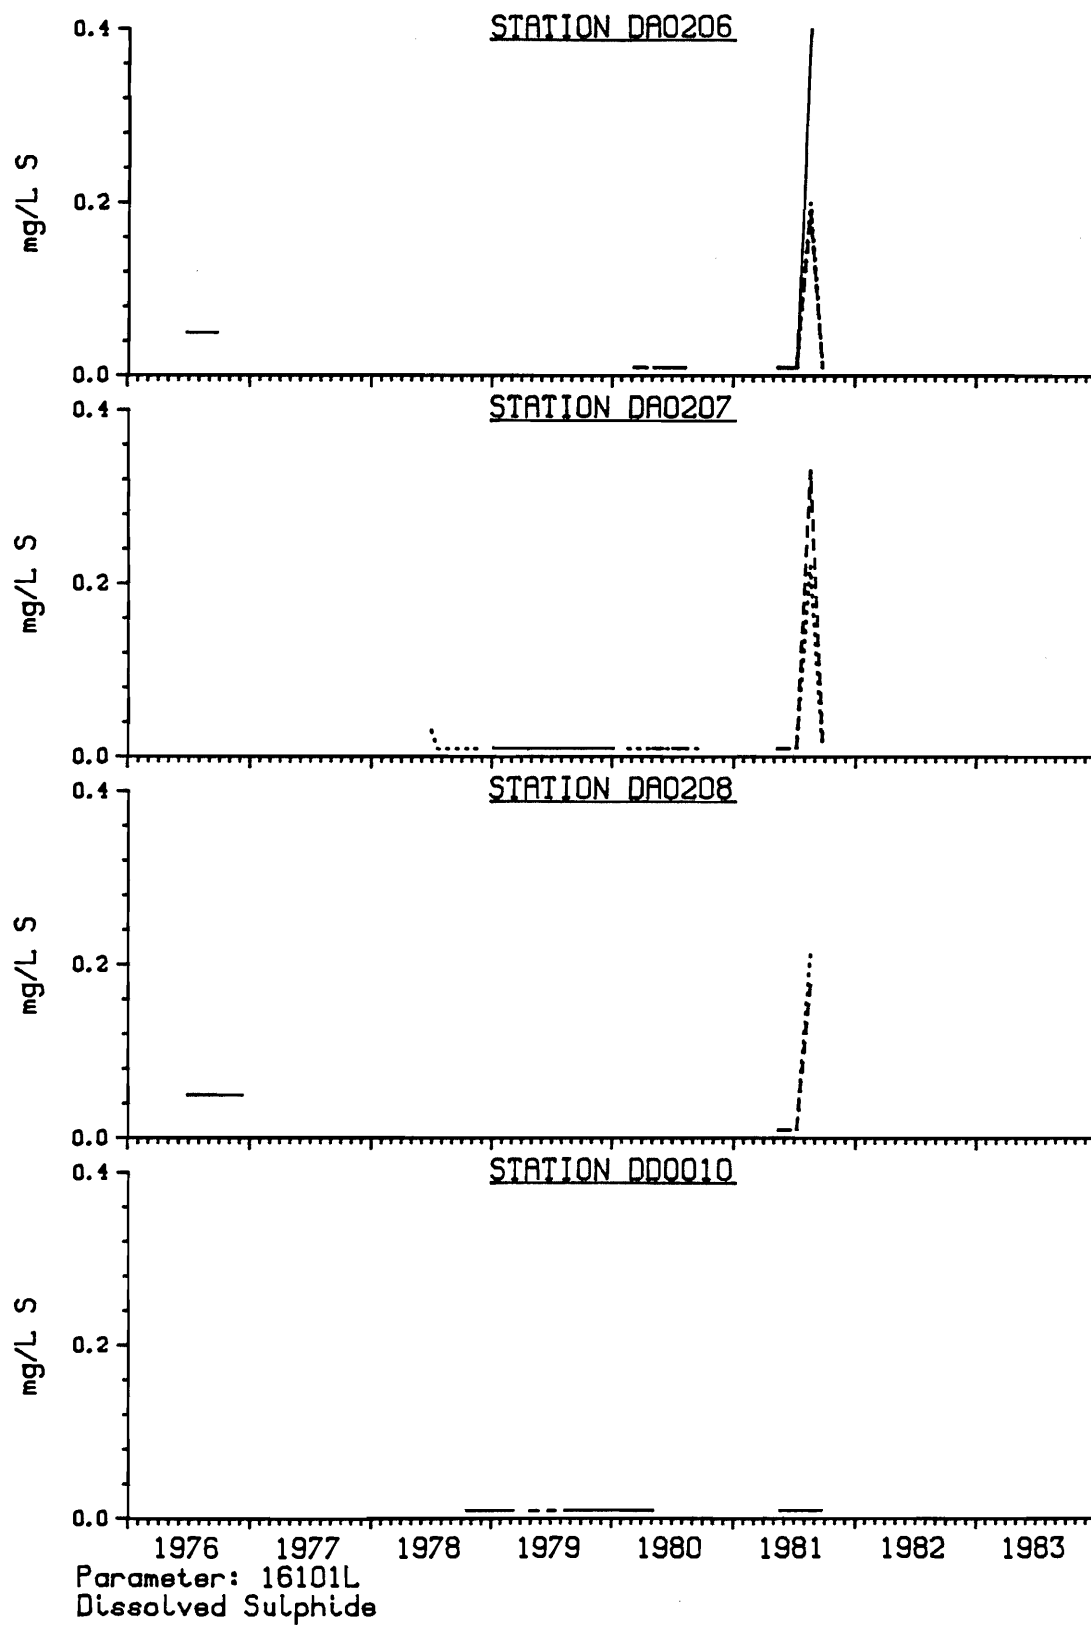 STATION DA0206
0.4
0.2
0.0
mg/L S
STATION DA0207
0.4
0.2
0.0
mg/L S
STATION DA0208
0.4
0.2
0.0
mg/L S
STATION DD0010
0.4
0.2
0.0
mg/L S
1976 1977 1978 1979 1980 1981 1982 1983
Parameter: 16101L
Dissolved Sulphide